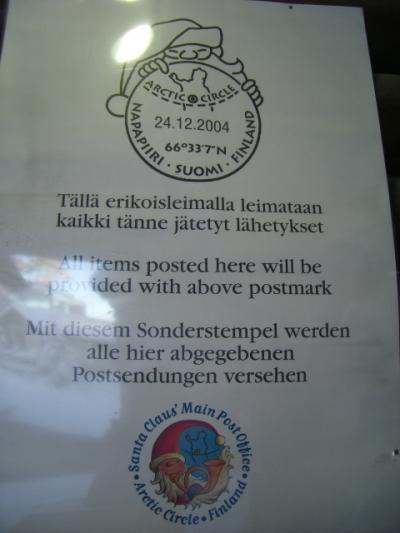 ARCTIC CIRCLE
24.12.2004
66°33'7"N
NAPAPIIRI · SUOMI · FINLAND
Tällä erikoisleimalla leimataan
kaikki tänne jätetyt lähetykset
All items posted here will be
provided with above postmark
Mit diesem Sonderstempel werden
alle hier abgegebenen
Postsendungen versehen
Santa Claus' Main Post Office
• Arctic Circle • Finland •